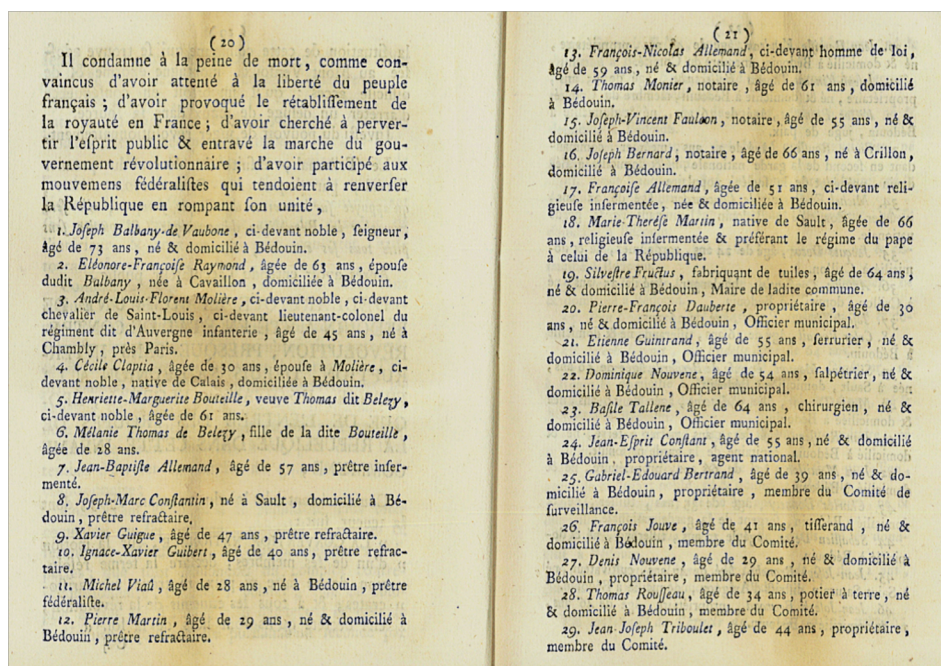 ( 20 )
Il condamne à la peine de mort, comme con-
vaincus d'avoir attenté à la liberté du peuple
français ; d'avoir provoqué le rétabliſſement de
la royauté en France ; d'avoir cherché à perver-
tir l'eſprit public & entravé la marche du gou-
vernement révolutionnaire ; d'avoir participé aux
mouvemens fédéraliſtes qui tendoient à renverſer
la République en rompant ſon unité,
1. Joſeph Balbany-de Vaubone, ci-devant noble, ſeigneur,
âgé de 73 ans, né & domicilié à Bédouin.
2. Eléonore-Françoiſe Raymond, âgée de 63 ans, épouſe
dudit Balbany, née à Cavaillon, domiciliée à Bédouin.
3. André-Louis-Florent Molière, ci-devant noble, ci-devant
chevalier de Saint-Louis, ci-devant lieutenant-colonel du
régiment dit d'Auvergne infanterie, âgé de 45 ans, né à
Chambly, près Paris.
4. Cécile Claptia, âgée de 30 ans, épouſe à Molière, ci-
devant noble, native de Calais, domiciliée à Bédouin.
5. Henriette-Marguerite Bouteille, veuve Thomas dit Belezy,
ci-devant noble, âgée de 61 ans.
6. Mélanie Thomas de Belezy, fille de la dite Bouteille,
âgée de 28 ans.
7. Jean-Baptiſte Allemand, âgé de 57 ans, prêtre inſer-
menté.
8. Joſeph-Marc Conſtantin, né à Sault, domicilié à Bé-
douin, prêtre refractaire.
9. Xavier Guigue, âgé de 47 ans, prêtre refractaire.
10. Ignace-Xavier Guibert, âgé de 40 ans, prêtre refrac-
taire.
11. Michel Viaû, âgé de 28 ans, né à Bédouin, prêtre
fédéraliſte.
12. Pierre Martin, âgé de 29 ans, né & domicilié à
Bédouin, prêtre refractaire.
( 21 )
13. François-Nicolas Allemand, ci-devant homme de loi,
âgé de 59 ans, né & domicilié à Bédouin.
14. Thomas Monier, notaire, âgé de 61 ans, domicilié
à Bédouin.
15. Joſeph-Vincent Faulcon, notaire, âgé de 55 ans, né &
domicilié à Bédouin.
16. Joſeph Bernard, notaire, âgé de 66 ans, né à Crillon,
domicilié à Bédouin.
17. Françoiſe Allemand, âgée de 51 ans, ci-devant reli-
gieuſe inſermentée, née & domiciliée à Bédouin.
18. Marie-Therèſe Martin, native de Sault, âgée de 66
ans, religieuſe inſermentée & préférant le régime du pape
à celui de la République.
19. Silveſtre Fructus, fabriquant de tuiles, âgé de 64 ans,
né & domicilié à Bédouin, Maire de ladite commune.
20. Pierre-François Dauberte, propriétaire, âgé de 30
ans, né & domicilié à Bédouin, Officier municipal.
21. Etienne Guintrand, âgé de 55 ans, ſerrurier, né &
domicilié à Bédouin, Officier municipal.
22. Dominique Nouvene, âgé de 54 ans, ſalpétrier, né &
domicilié à Bédouin, Officier municipal.
23. Baſile Tallene, âgé de 64 ans, chirurgien, né &
domicilié à Bédouin, Officier municipal.
24. Jean-Eſprit Conſtant, âgé de 55 ans, né & domicilié
à Bédouin, propriétaire, agent national.
25. Gabriel-Edouard Bertrand, âgé de 39 ans, né & do-
micilié à Bédouin, propriétaire, membre du Comité de
ſurveillance.
26. François Jouve, âgé de 41 ans, tiſſerand, né &
domicilié à Bédouin, membre du Comité.
27. Denis Nouvene, âgé de 29 ans, né & domicilié à
Bédouin, propriétaire, membre du Comité.
28. Thomas Rouſſeau, âgé de 34 ans, potier à terre, né
& domicilié à Bédouin, membre du Comité.
29. Jean Joſeph Triboulet, âgé de 44 ans, propriétaire,
membre du Comité.